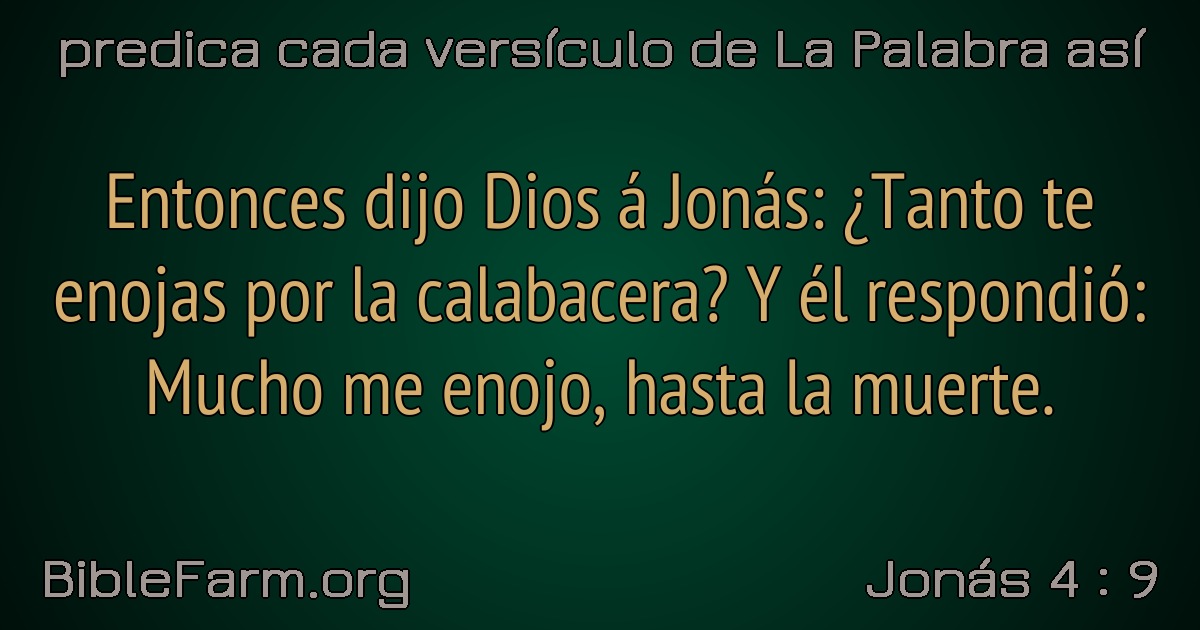 predica cada versículo de La Palabra así
Entonces dijo Dios á Jonás: ¿Tanto te
enojas por la calabacera? Y él respondió:
Mucho me enojo, hasta la muerte.
BibleFarm.org
Jonás 4 : 9